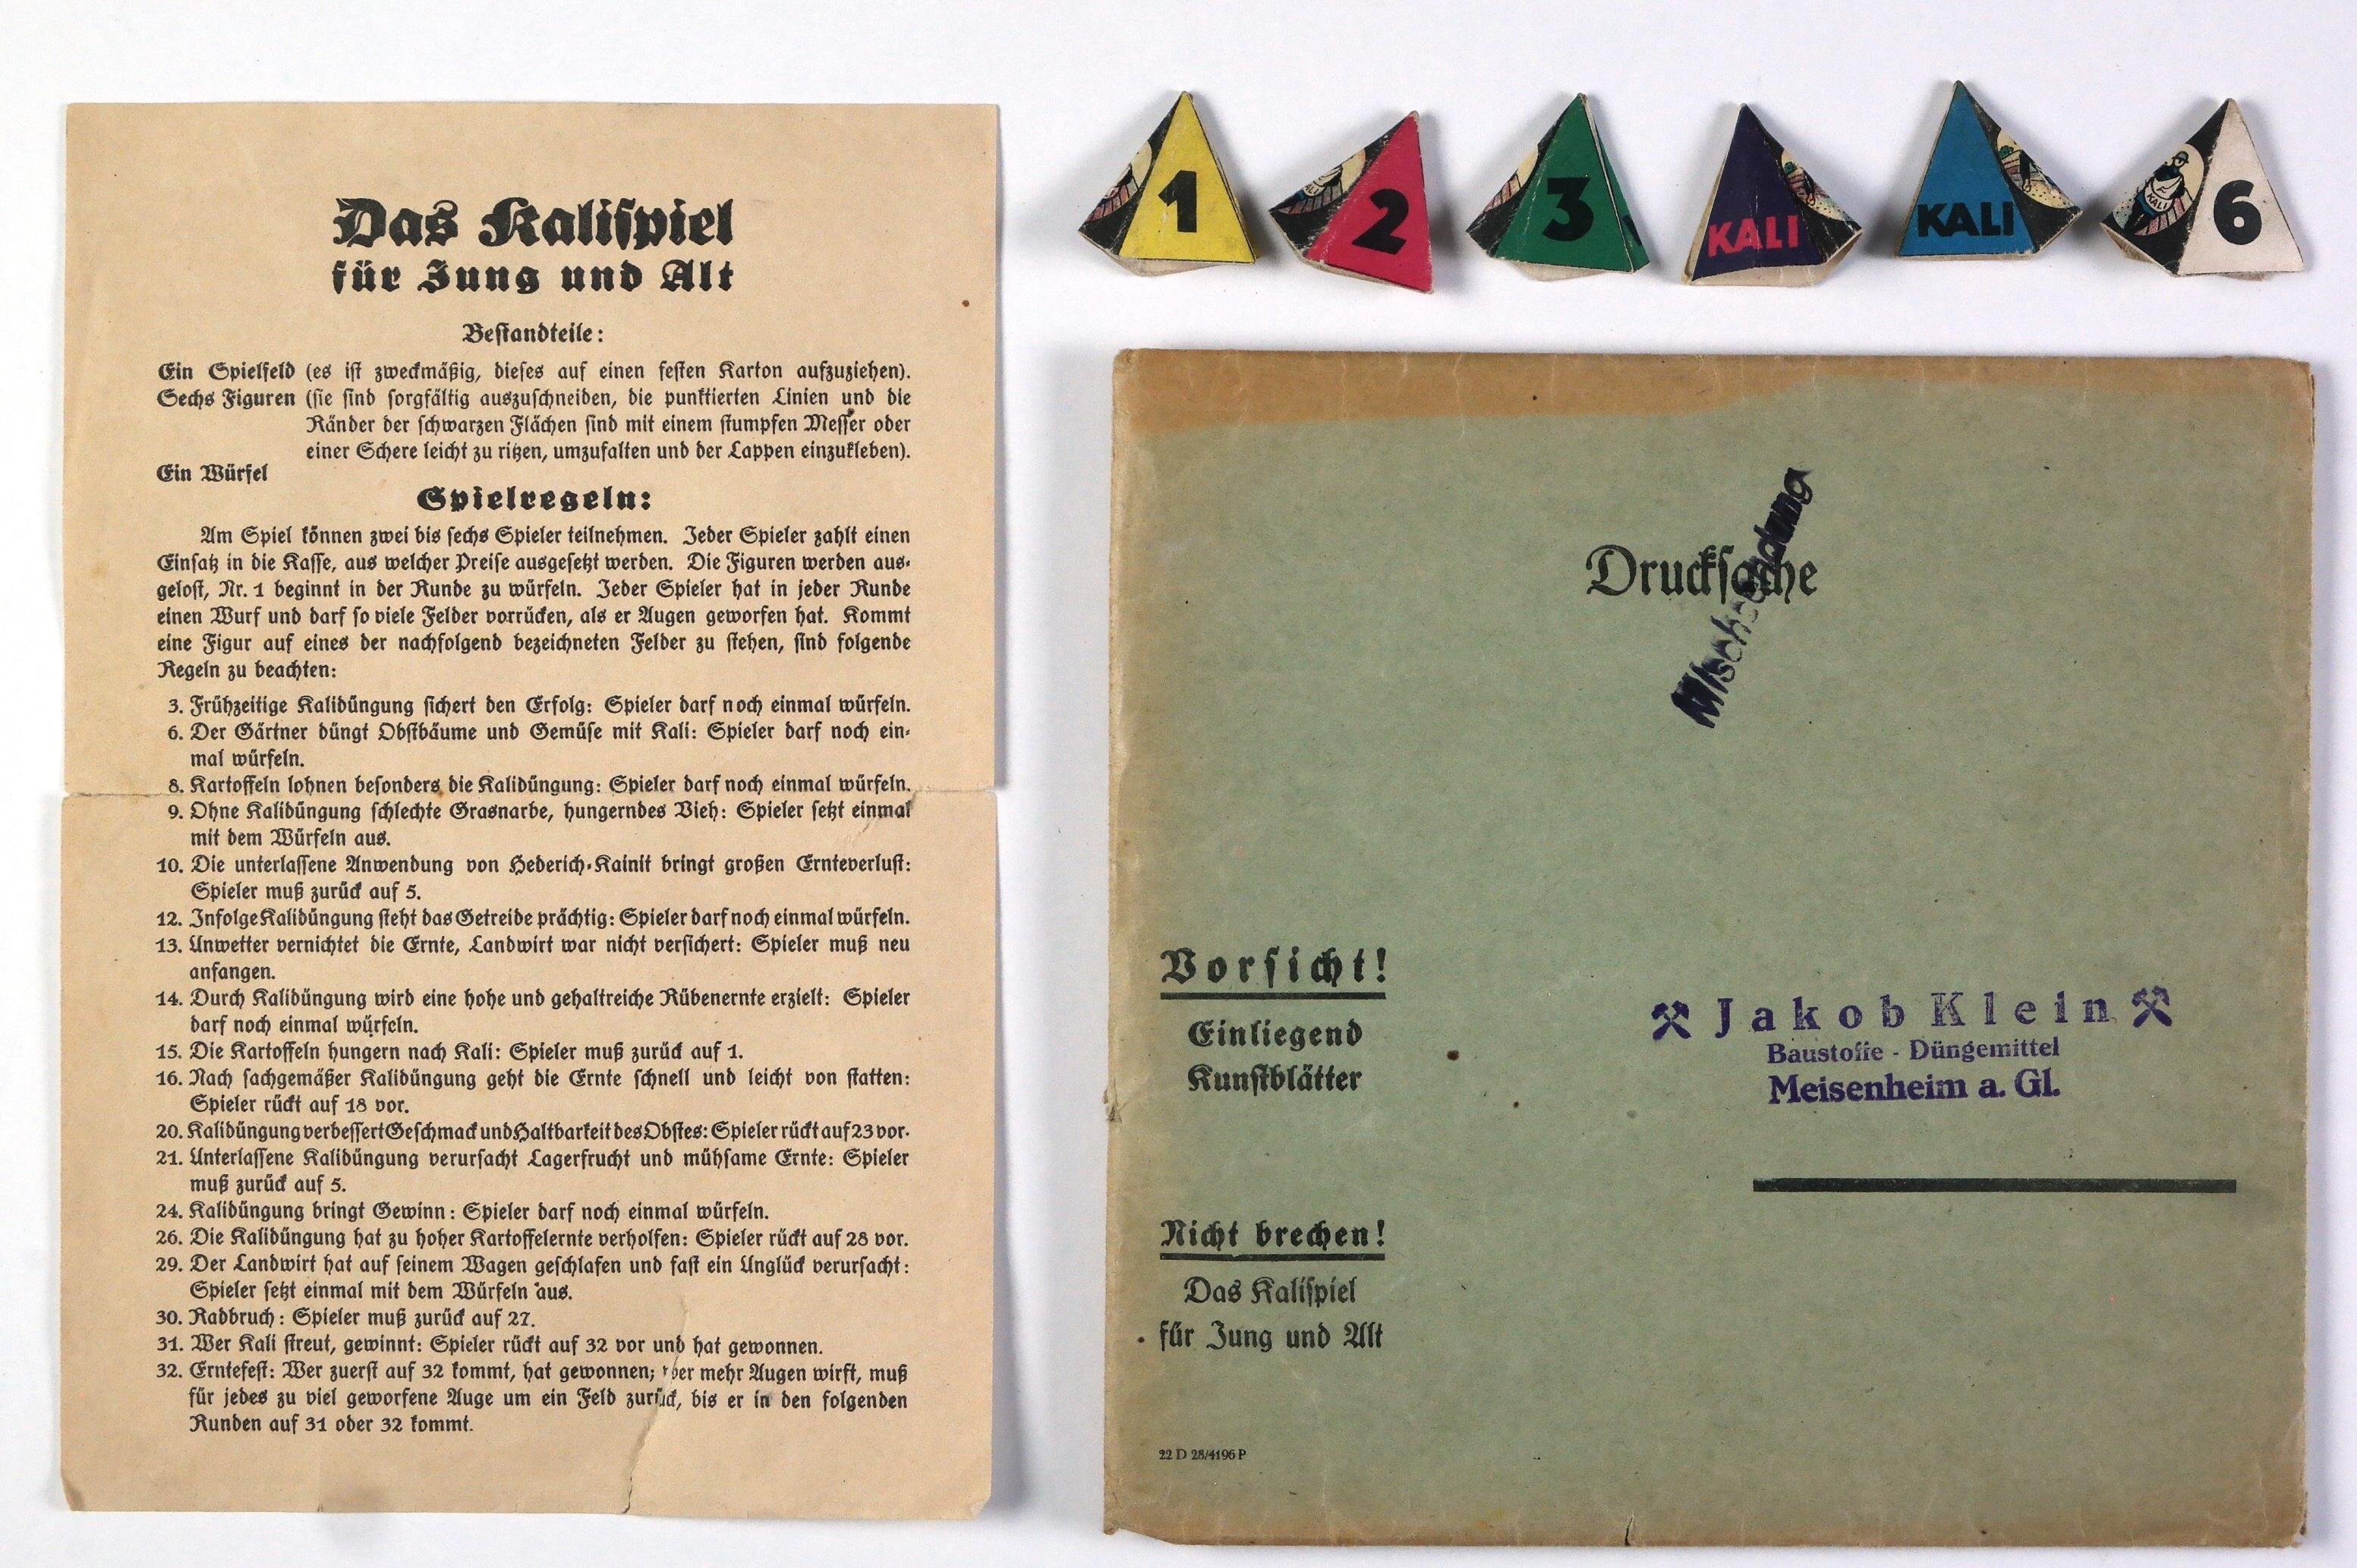 Das Kalispiel
für Jung und Alt
Bestandteile:
Ein Spielfeld (es ist zweckmäßig, dieses auf einen festen Karton aufzuziehen).
Sechs Figuren (sie sind sorgfältig auszuschneiden, die punktierten Linien und die
Ränder der schwarzen Flächen sind mit einem stumpfen Messer oder
einer Schere leicht zu ritzen, umzufalten und der Lappen einzukleben).
Ein Würfel
Spielregeln:
Am Spiel können zwei bis sechs Spieler teilnehmen. Jeder Spieler zahlt einen
Einsatz in die Kasse, aus welcher Preise ausgesetzt werden. Die Figuren werden aus-
gelost, Nr. 1 beginnt in der Runde zu würfeln. Jeder Spieler hat in jeder Runde
einen Wurf und darf so viele Felder vorrücken, als er Augen geworfen hat. Kommt
eine Figur auf eines der nachfolgend bezeichneten Felder zu stehen, sind folgende
Regeln zu beachten:
3. Frühzeitige Kalidüngung sichert den Erfolg: Spieler darf noch einmal würfeln.
6. Der Gärtner düngt Obstbäume und Gemüse mit Kali: Spieler darf noch ein-
mal würfeln.
8. Kartoffeln lohnen besonders die Kalidüngung: Spieler darf noch einmal würfeln.
9. Ohne Kalidüngung schlechte Grasnarbe, hungerndes Vieh: Spieler setzt einmal
mit dem Würfeln aus.
10. Die unterlassene Anwendung von Hederich-Kainit bringt großen Ernteverlust:
Spieler muß zurück auf 5.
12. Infolge Kalidüngung steht das Getreide prächtig: Spieler darf noch einmal würfeln.
13. Unwetter vernichtet die Ernte, Landwirt war nicht versichert: Spieler muß neu
anfangen.
14. Durch Kalidüngung wird eine hohe und gehaltreiche Rübenernte erzielt: Spieler
darf noch einmal würfeln.
15. Die Kartoffeln hungern nach Kali: Spieler muß zurück auf 1.
16. Nach sachgemäßer Kalidüngung geht die Ernte schnell und leicht von statten:
Spieler rückt auf 18 vor.
20. Kalidüngung verbessert Geschmack und Haltbarkeit des Obstes: Spieler rückt auf 23 vor.
21. Unterlassene Kalidüngung verursacht Lagerfrucht und mühsame Ernte: Spieler
muß zurück auf 5.
24. Kalidüngung bringt Gewinn: Spieler darf noch einmal würfeln.
26. Die Kalidüngung hat zu hoher Kartoffelernte verholfen: Spieler rückt auf 28 vor.
29. Der Landwirt hat auf seinem Wagen geschlafen und fast ein Unglück verursacht:
Spieler setzt einmal mit dem Würfeln aus.
30. Radbruch: Spieler muß zurück auf 27.
31. Wer Kali streut, gewinnt: Spieler rückt auf 32 vor und hat gewonnen.
32. Erntefest: Wer zuerst auf 32 kommt, hat gewonnen; wer mehr Augen wirft, muß
für jedes zu viel geworfene Auge um ein Feld zurück, bis er in den folgenden
Runden auf 31 oder 32 kommt.
1
2
3
KALI
KALI
KALI
6
Drucksache
Mischsendung
Vorsicht!
Einliegend
Kunstblätter
Jakob Klein
Baustoffe - Düngemittel
Meisenheim a. Gl.
Nicht brechen!
Das Kalispiel
für Jung und Alt
22 D 28/4196 P